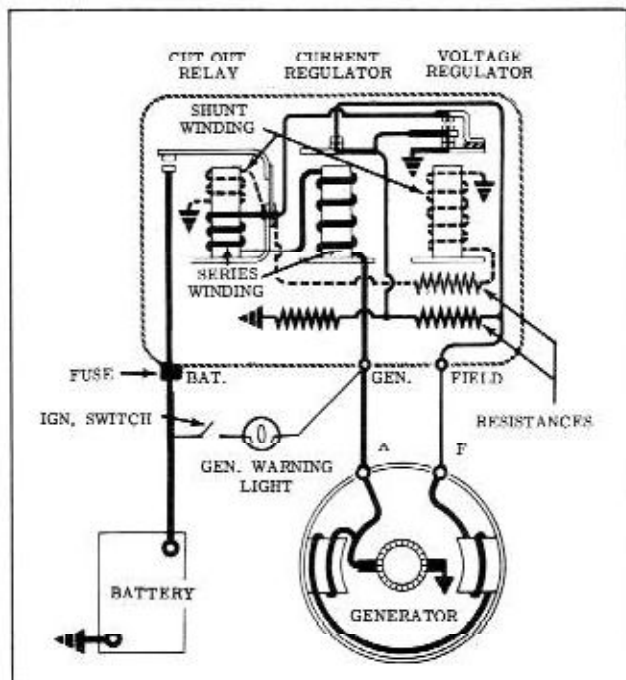 CUT OUT
RELAY
CURRENT
REGULATOR
VOLTAGE
REGULATOR
SHUNT
WINDING
SERIES
WINDING
FUSE
BAT.
GEN.
FIELD
IGN. SWITCH
RESISTANCES
GEN. WARNING
LIGHT
A
F
BATTERY
GENERATOR